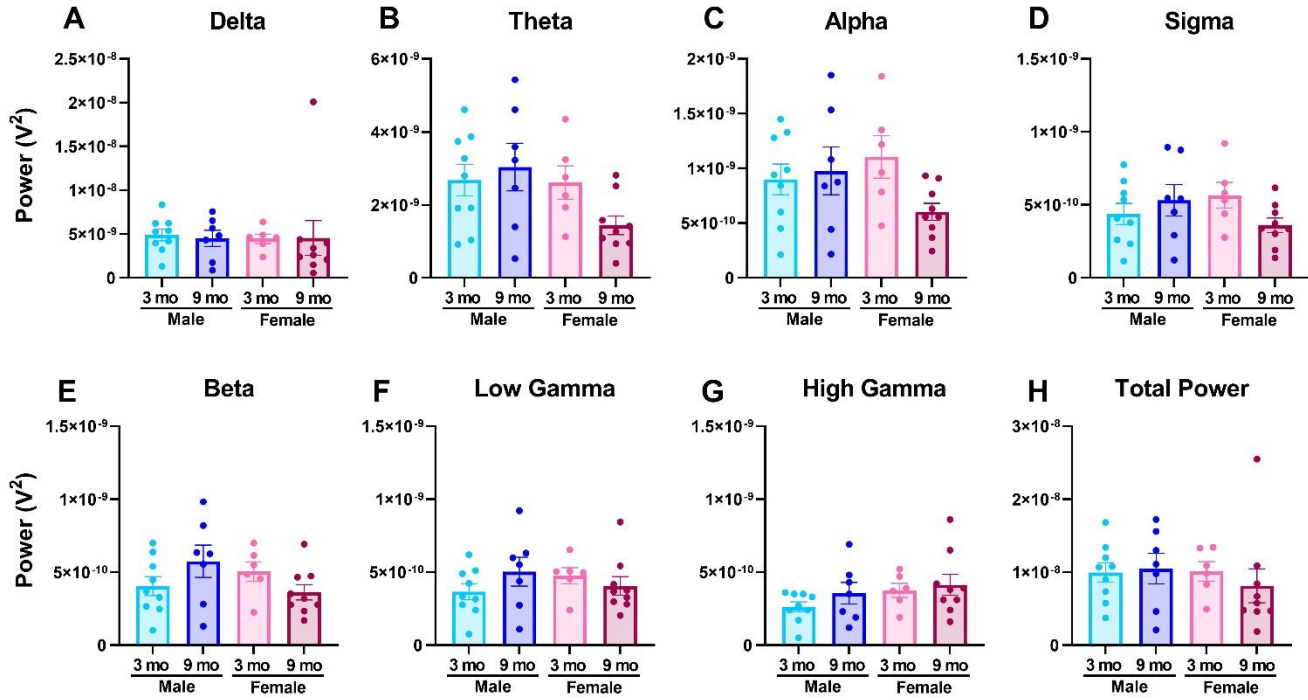 A Delta
Power (V²)
2.5×10⁻⁸
2×10⁻⁸
1.5×10⁻⁸
1×10⁻⁸
5×10⁻⁹
0
3 mo 9 mo 3 mo 9 mo
Male Female
B Theta
6×10⁻⁹
4×10⁻⁹
2×10⁻⁹
0
3 mo 9 mo 3 mo 9 mo
Male Female
C Alpha
2×10⁻⁹
1.5×10⁻⁹
1×10⁻⁹
5×10⁻¹⁰
0
3 mo 9 mo 3 mo 9 mo
Male Female
D Sigma
1.5×10⁻⁹
1×10⁻⁹
5×10⁻¹⁰
0
3 mo 9 mo 3 mo 9 mo
Male Female
E Beta
Power (V²)
1.5×10⁻⁹
1×10⁻⁹
5×10⁻¹⁰
0
3 mo 9 mo 3 mo 9 mo
Male Female
F Low Gamma
1.5×10⁻⁹
1×10⁻⁹
5×10⁻¹⁰
0
3 mo 9 mo 3 mo 9 mo
Male Female
G High Gamma
1.5×10⁻⁹
1×10⁻⁹
5×10⁻¹⁰
0
3 mo 9 mo 3 mo 9 mo
Male Female
H Total Power
3×10⁻⁸
2×10⁻⁸
1×10⁻⁸
0
3 mo 9 mo 3 mo 9 mo
Male Female